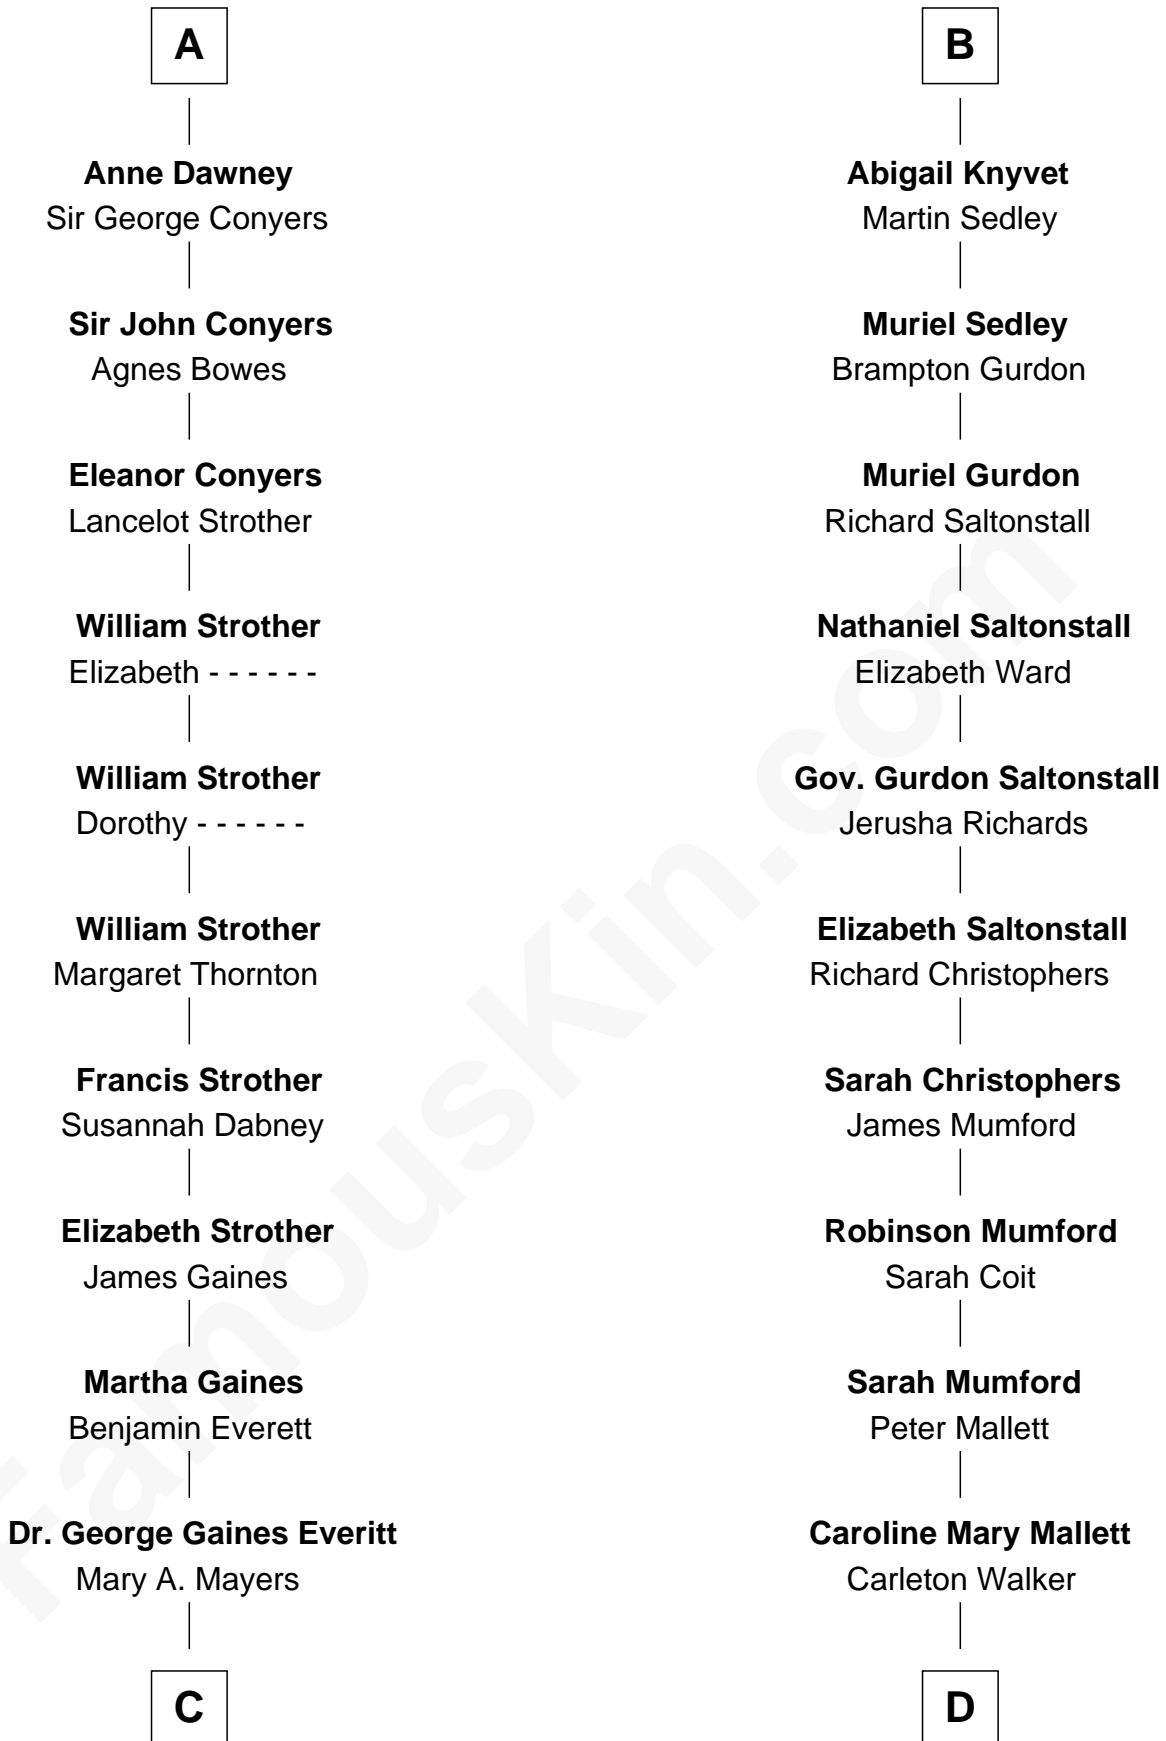 A
Anne Dawney
Sir George Conyers
Sir John Conyers
Agnes Bowes
Eleanor Conyers
Lancelot Strother
William Strother
Elizabeth - - - - - -
William Strother
Dorothy - - - - - -
William Strother
Margaret Thornton
Francis Strother
Susannah Dabney
Elizabeth Strother
James Gaines
Martha Gaines
Benjamin Everett
Dr. George Gaines Everitt
Mary A. Mayers
C
B
Abigail Knyvet
Martin Sedley
Muriel Sedley
Brampton Gurdon
Muriel Gurdon
Richard Saltonstall
Nathaniel Saltonstall
Elizabeth Ward
Gov. Gurdon Saltonstall
Jerusha Richards
Elizabeth Saltonstall
Richard Christophers
Sarah Christophers
James Mumford
Robinson Mumford
Sarah Coit
Sarah Mumford
Peter Mallett
Caroline Mary Mallett
Carleton Walker
D
FamousKin.com